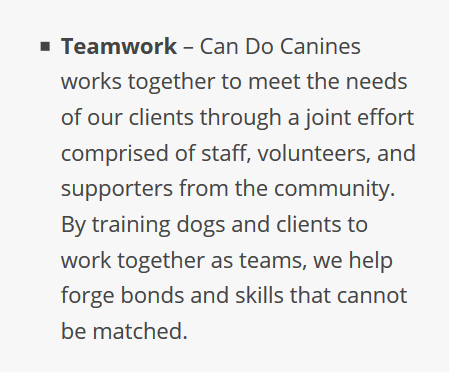 ▪ Teamwork – Can Do Canines
works together to meet the needs
of our clients through a joint effort
comprised of staff, volunteers, and
supporters from the community.
By training dogs and clients to
work together as teams, we help
forge bonds and skills that cannot
be matched.